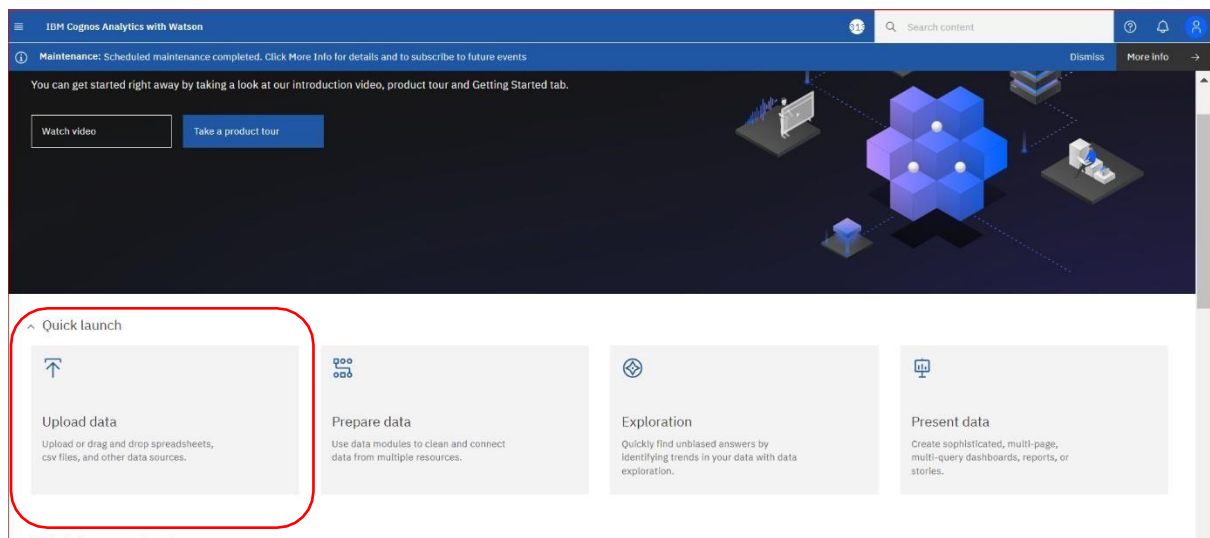 IBM Cognos Analytics with Watson
313
Search content
Maintenance: Scheduled maintenance completed. Click More Info for details and to subscribe to future events
Dismiss
More info
You can get started right away by taking a look at our introduction video, product tour and Getting Started tab.
Watch video
Take a product tour
Quick launch
Upload data
Upload or drag and drop spreadsheets,
csv files, and other data sources.
Prepare data
Use data modules to clean and connect
data from multiple resources.
Exploration
Quickly find unbiased answers by
identifying trends in your data with data
exploration.
Present data
Create sophisticated, multi-page,
multi-query dashboards, reports, or
stories.